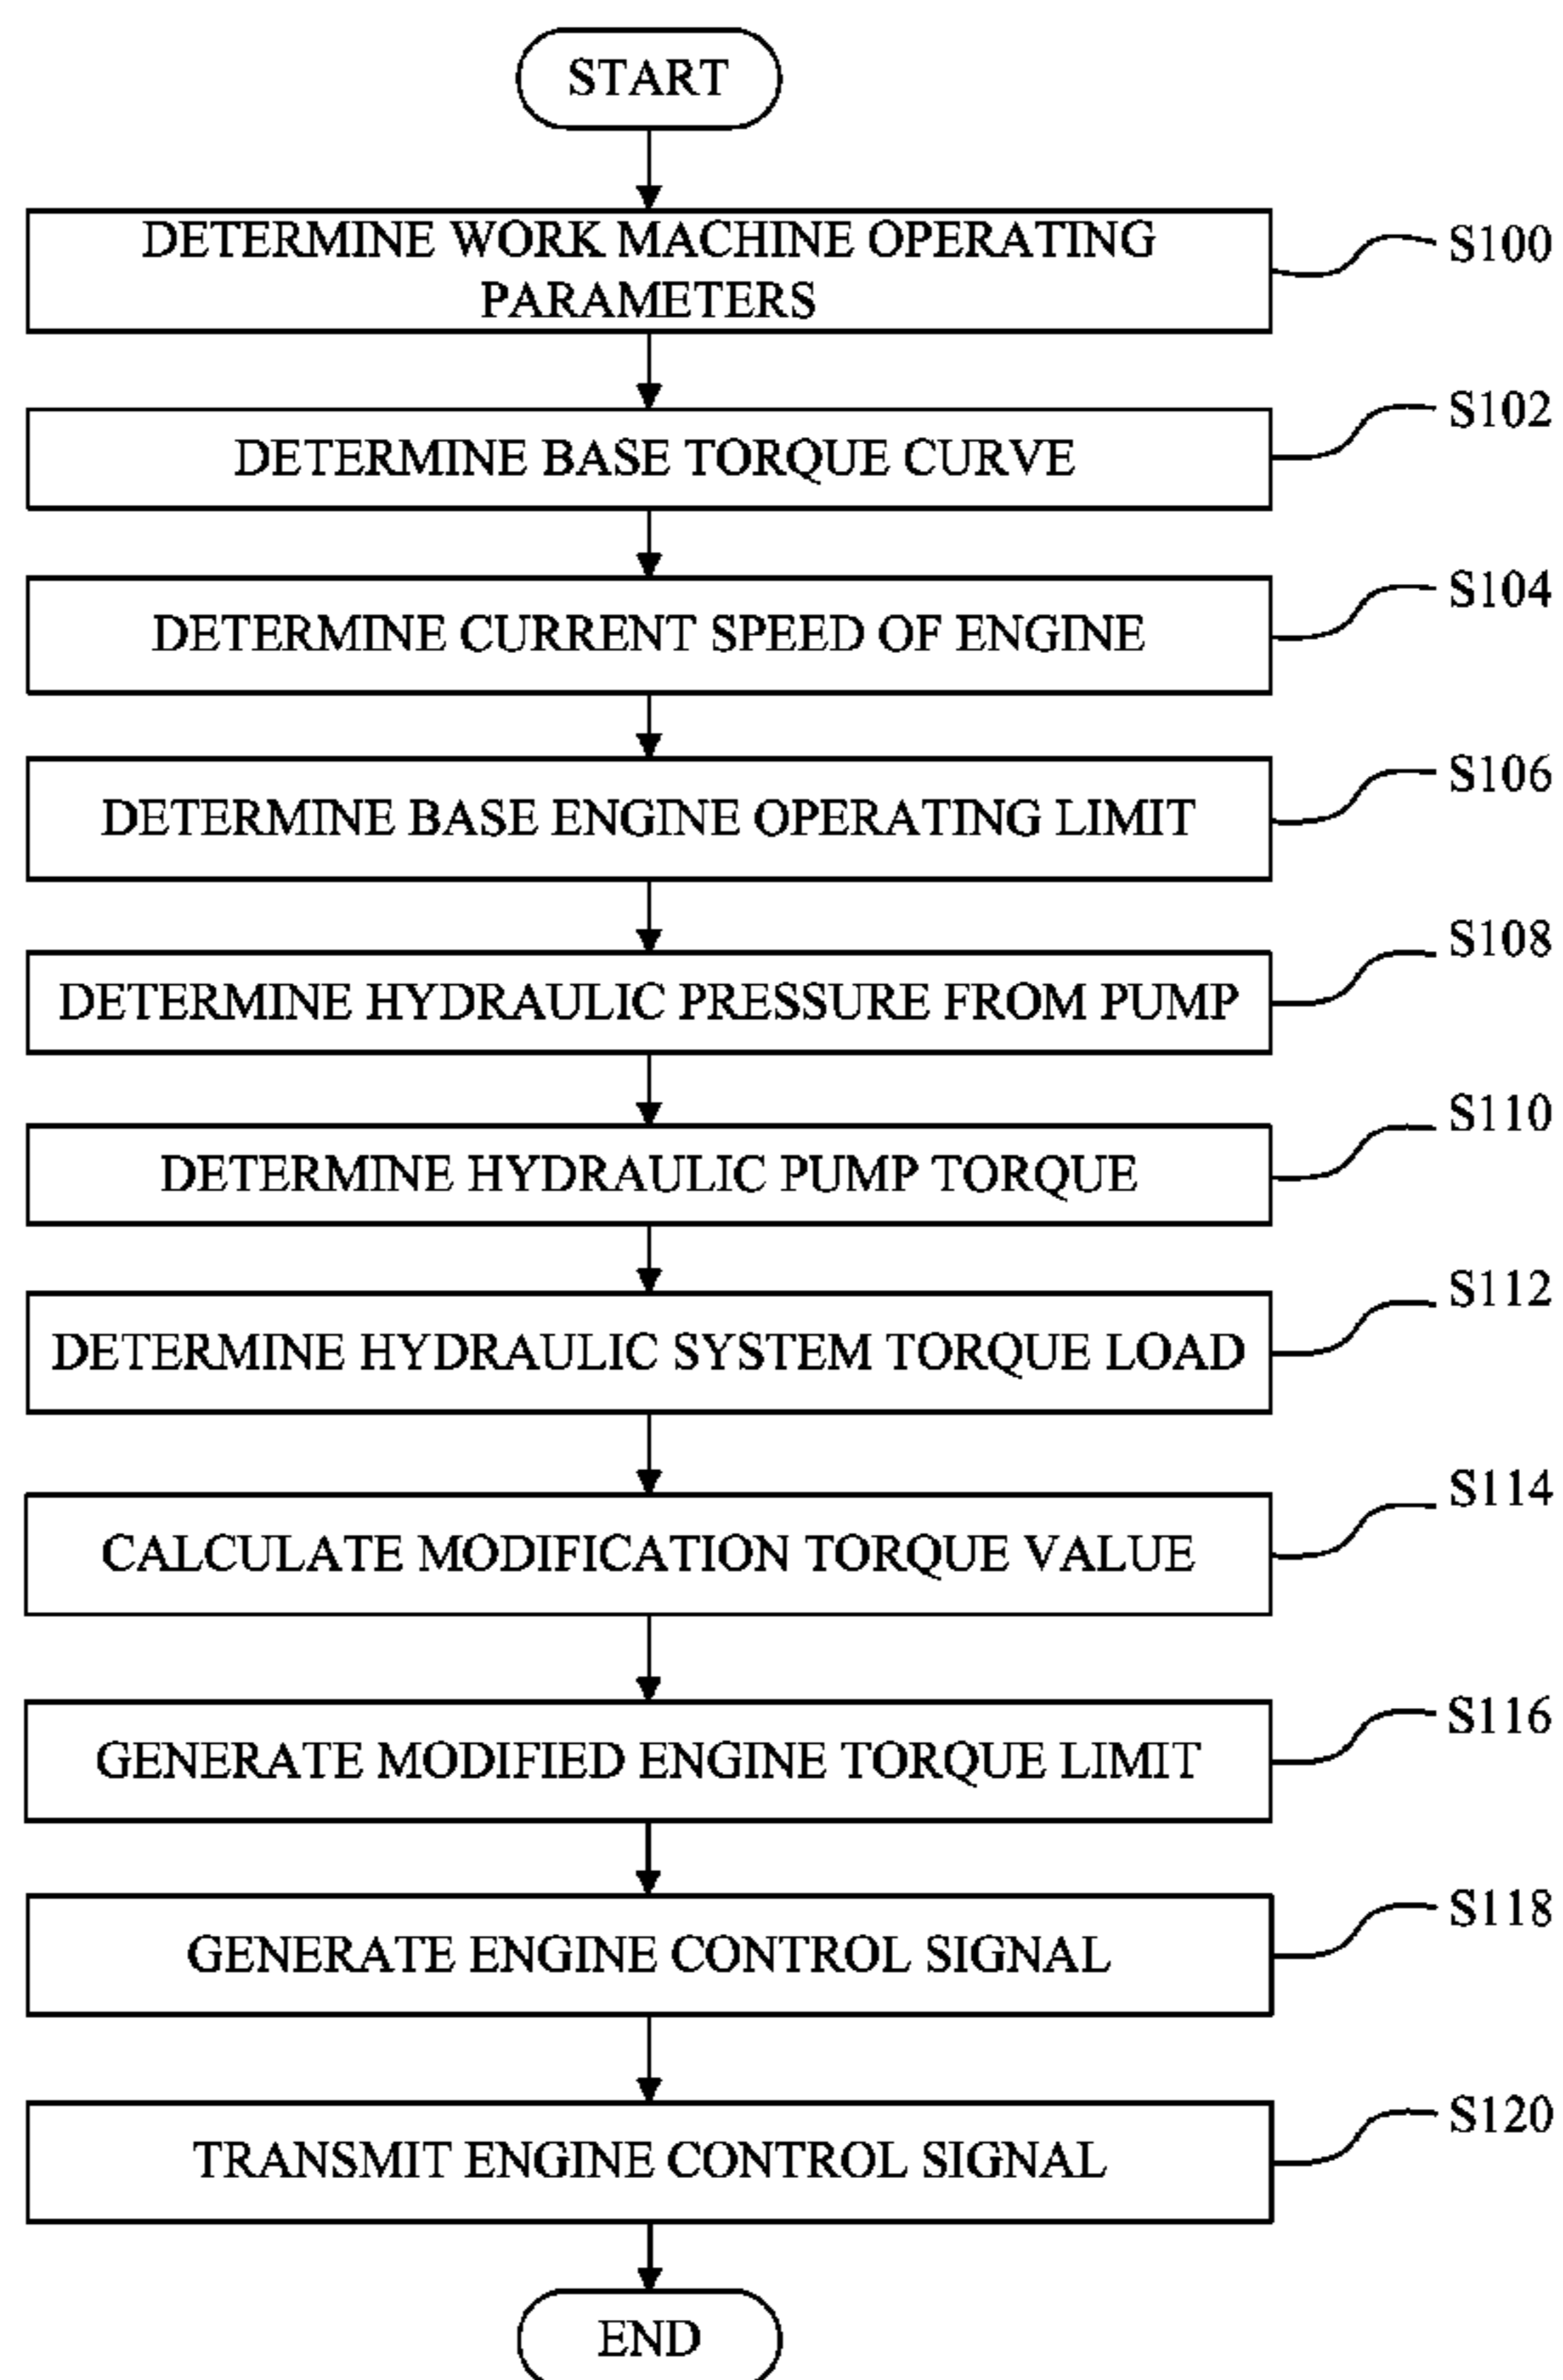 START
DETERMINE WORK MACHINE OPERATING
PARAMETERS
S100
DETERMINE BASE TORQUE CURVE
S102
DETERMINE CURRENT SPEED OF ENGINE
S104
DETERMINE BASE ENGINE OPERATING LIMIT
S106
DETERMINE HYDRAULIC PRESSURE FROM PUMP
S108
DETERMINE HYDRAULIC PUMP TORQUE
S110
DETERMINE HYDRAULIC SYSTEM TORQUE LOAD
S112
CALCULATE MODIFICATION TORQUE VALUE
S114
GENERATE MODIFIED ENGINE TORQUE LIMIT
S116
GENERATE ENGINE CONTROL SIGNAL
S118
TRANSMIT ENGINE CONTROL SIGNAL
S120
END